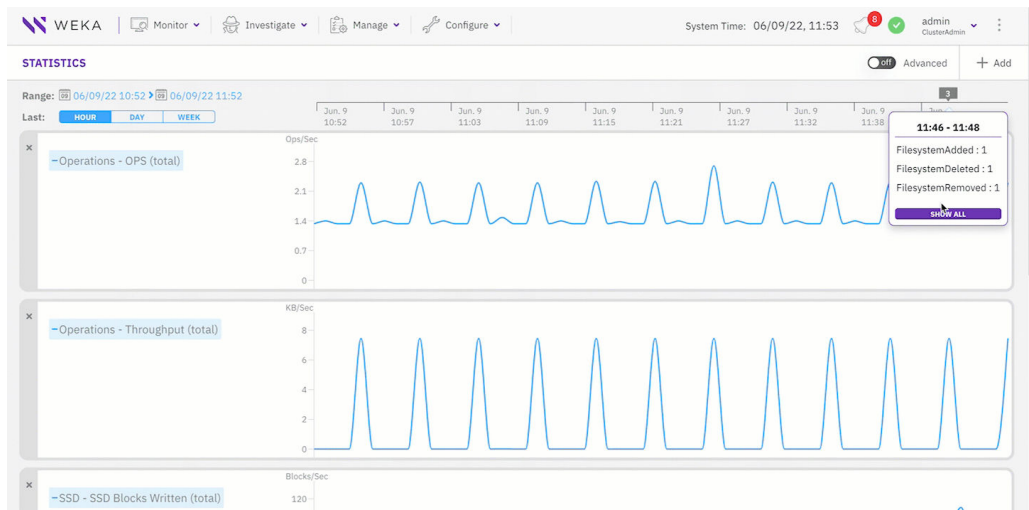 WEKA
Monitor
Investigate
Manage
Configure
System Time: 06/09/22, 11:53
8
admin
ClusterAdmin
STATISTICS
off Advanced
+ Add
Range: 06/09/22 10:52 > 06/09/22 11:52
Last: HOUR DAY WEEK
3
Jun. 9 10:52
Jun. 9 10:57
Jun. 9 11:03
Jun. 9 11:09
Jun. 9 11:15
Jun. 9 11:21
Jun. 9 11:27
Jun. 9 11:32
Jun. 9 11:38
11:46 - 11:48
FilesystemAdded : 1
FilesystemDeleted : 1
FilesystemRemoved : 1
SHOW ALL
Operations - OPS (total)
Ops/Sec
2.8
2.1
1.4
0.7
0
Operations - Throughput (total)
KB/Sec
8
6
4
2
0
SSD - SSD Blocks Written (total)
Blocks/Sec
120